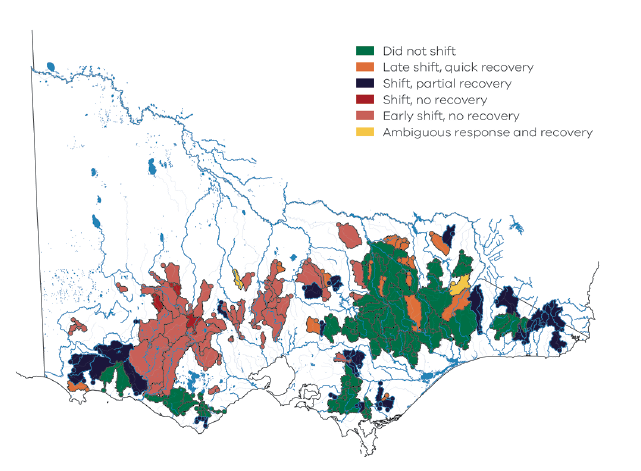 Did not shift
Late shift, quick recovery
Shift, partial recovery
Shift, no recovery
Early shift, no recovery
Ambiguous response and recovery